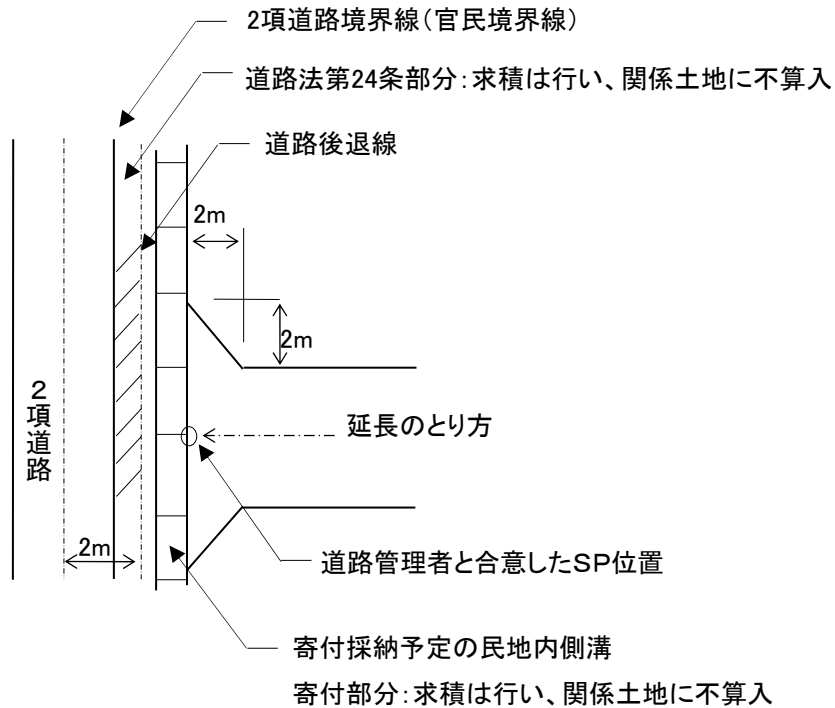 2項道路境界線(官民境界線)
道路法第24条部分:求積は行い、関係土地に不算入
道路後退線
2m
2m
2項道路
延長のとり方
2m
道路管理者と合意したSP位置
寄付採納予定の民地内側溝
寄付部分:求積は行い、関係土地に不算入